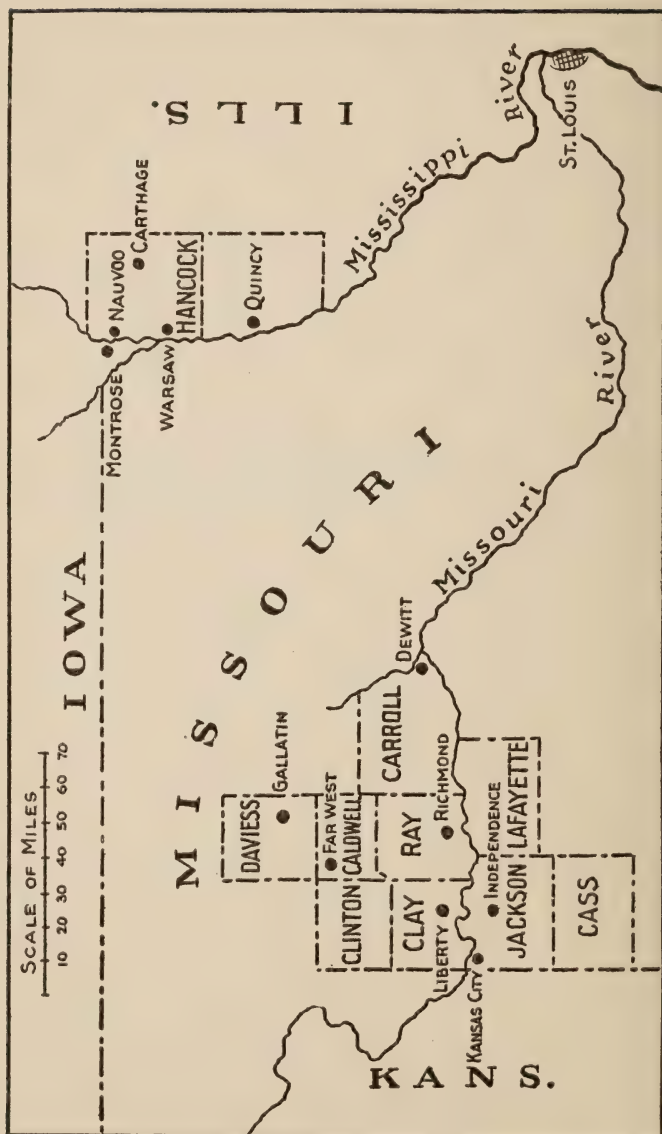 SCALE OF MILES
10 20 30 40 50 60 70
IOWA
MISSOURI
ILLS.
KANS.
MONTROSE
NAUVOO
CARTHAGE
WARSAW
HANCOCK
QUINCY
Mississippi River
ST. LOUIS
Missouri River
DAVIESS
GALLATIN
CLINTON
CALDWELL
FAR WEST
CARROLL
DEWITT
CLAY
RAY
LIBERTY
RICHMOND
KANSAS CITY
INDEPENDENCE
JACKSON
LAFAYETTE
CASS